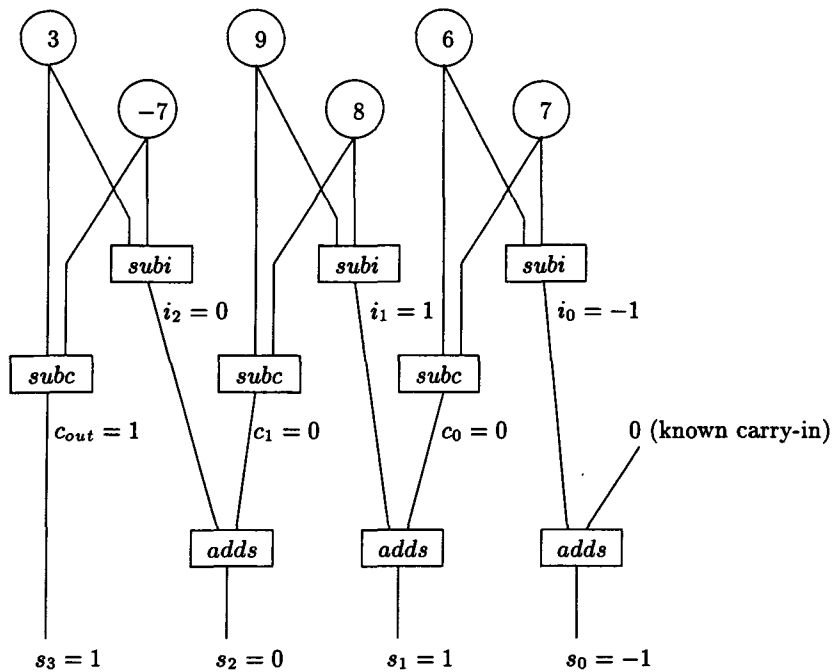 3 9 6
−7 8 7
subi subi subi
i₂ = 0 i₁ = 1 i₀ = −1
subc subc subc
c_out = 1 c₁ = 0 c₀ = 0 0 (known carry-in)
adds adds adds
s₃ = 1 s₂ = 0 s₁ = 1 s₀ = −1